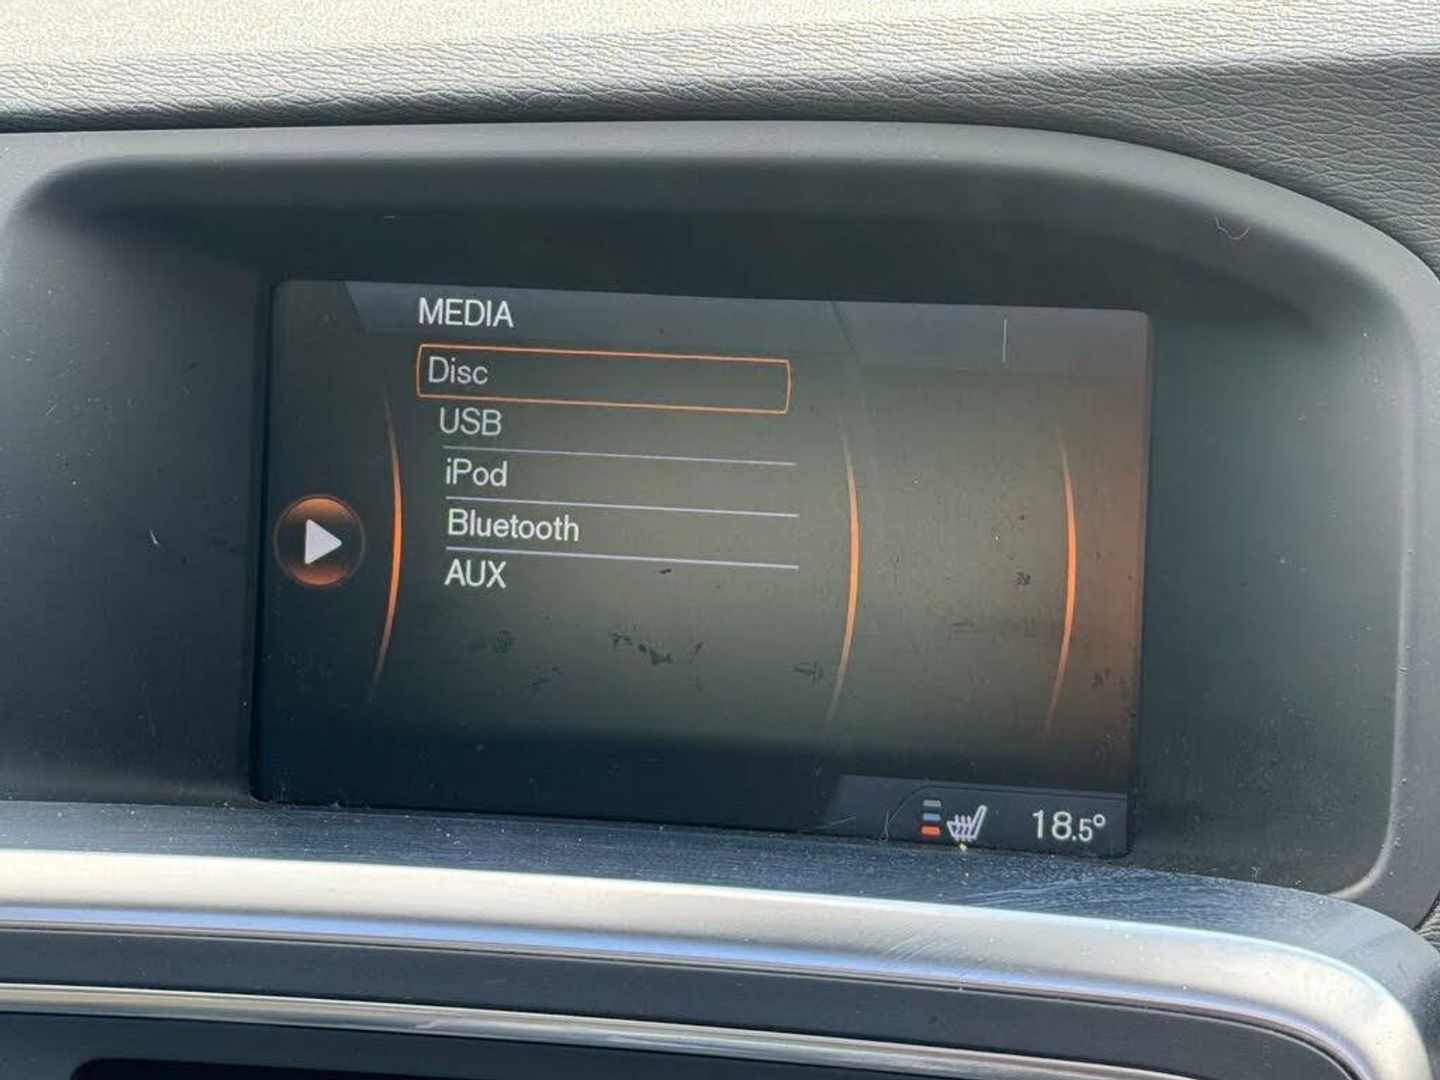 MEDIA
Disc
USB
iPod
Bluetooth
AUX
18.5°